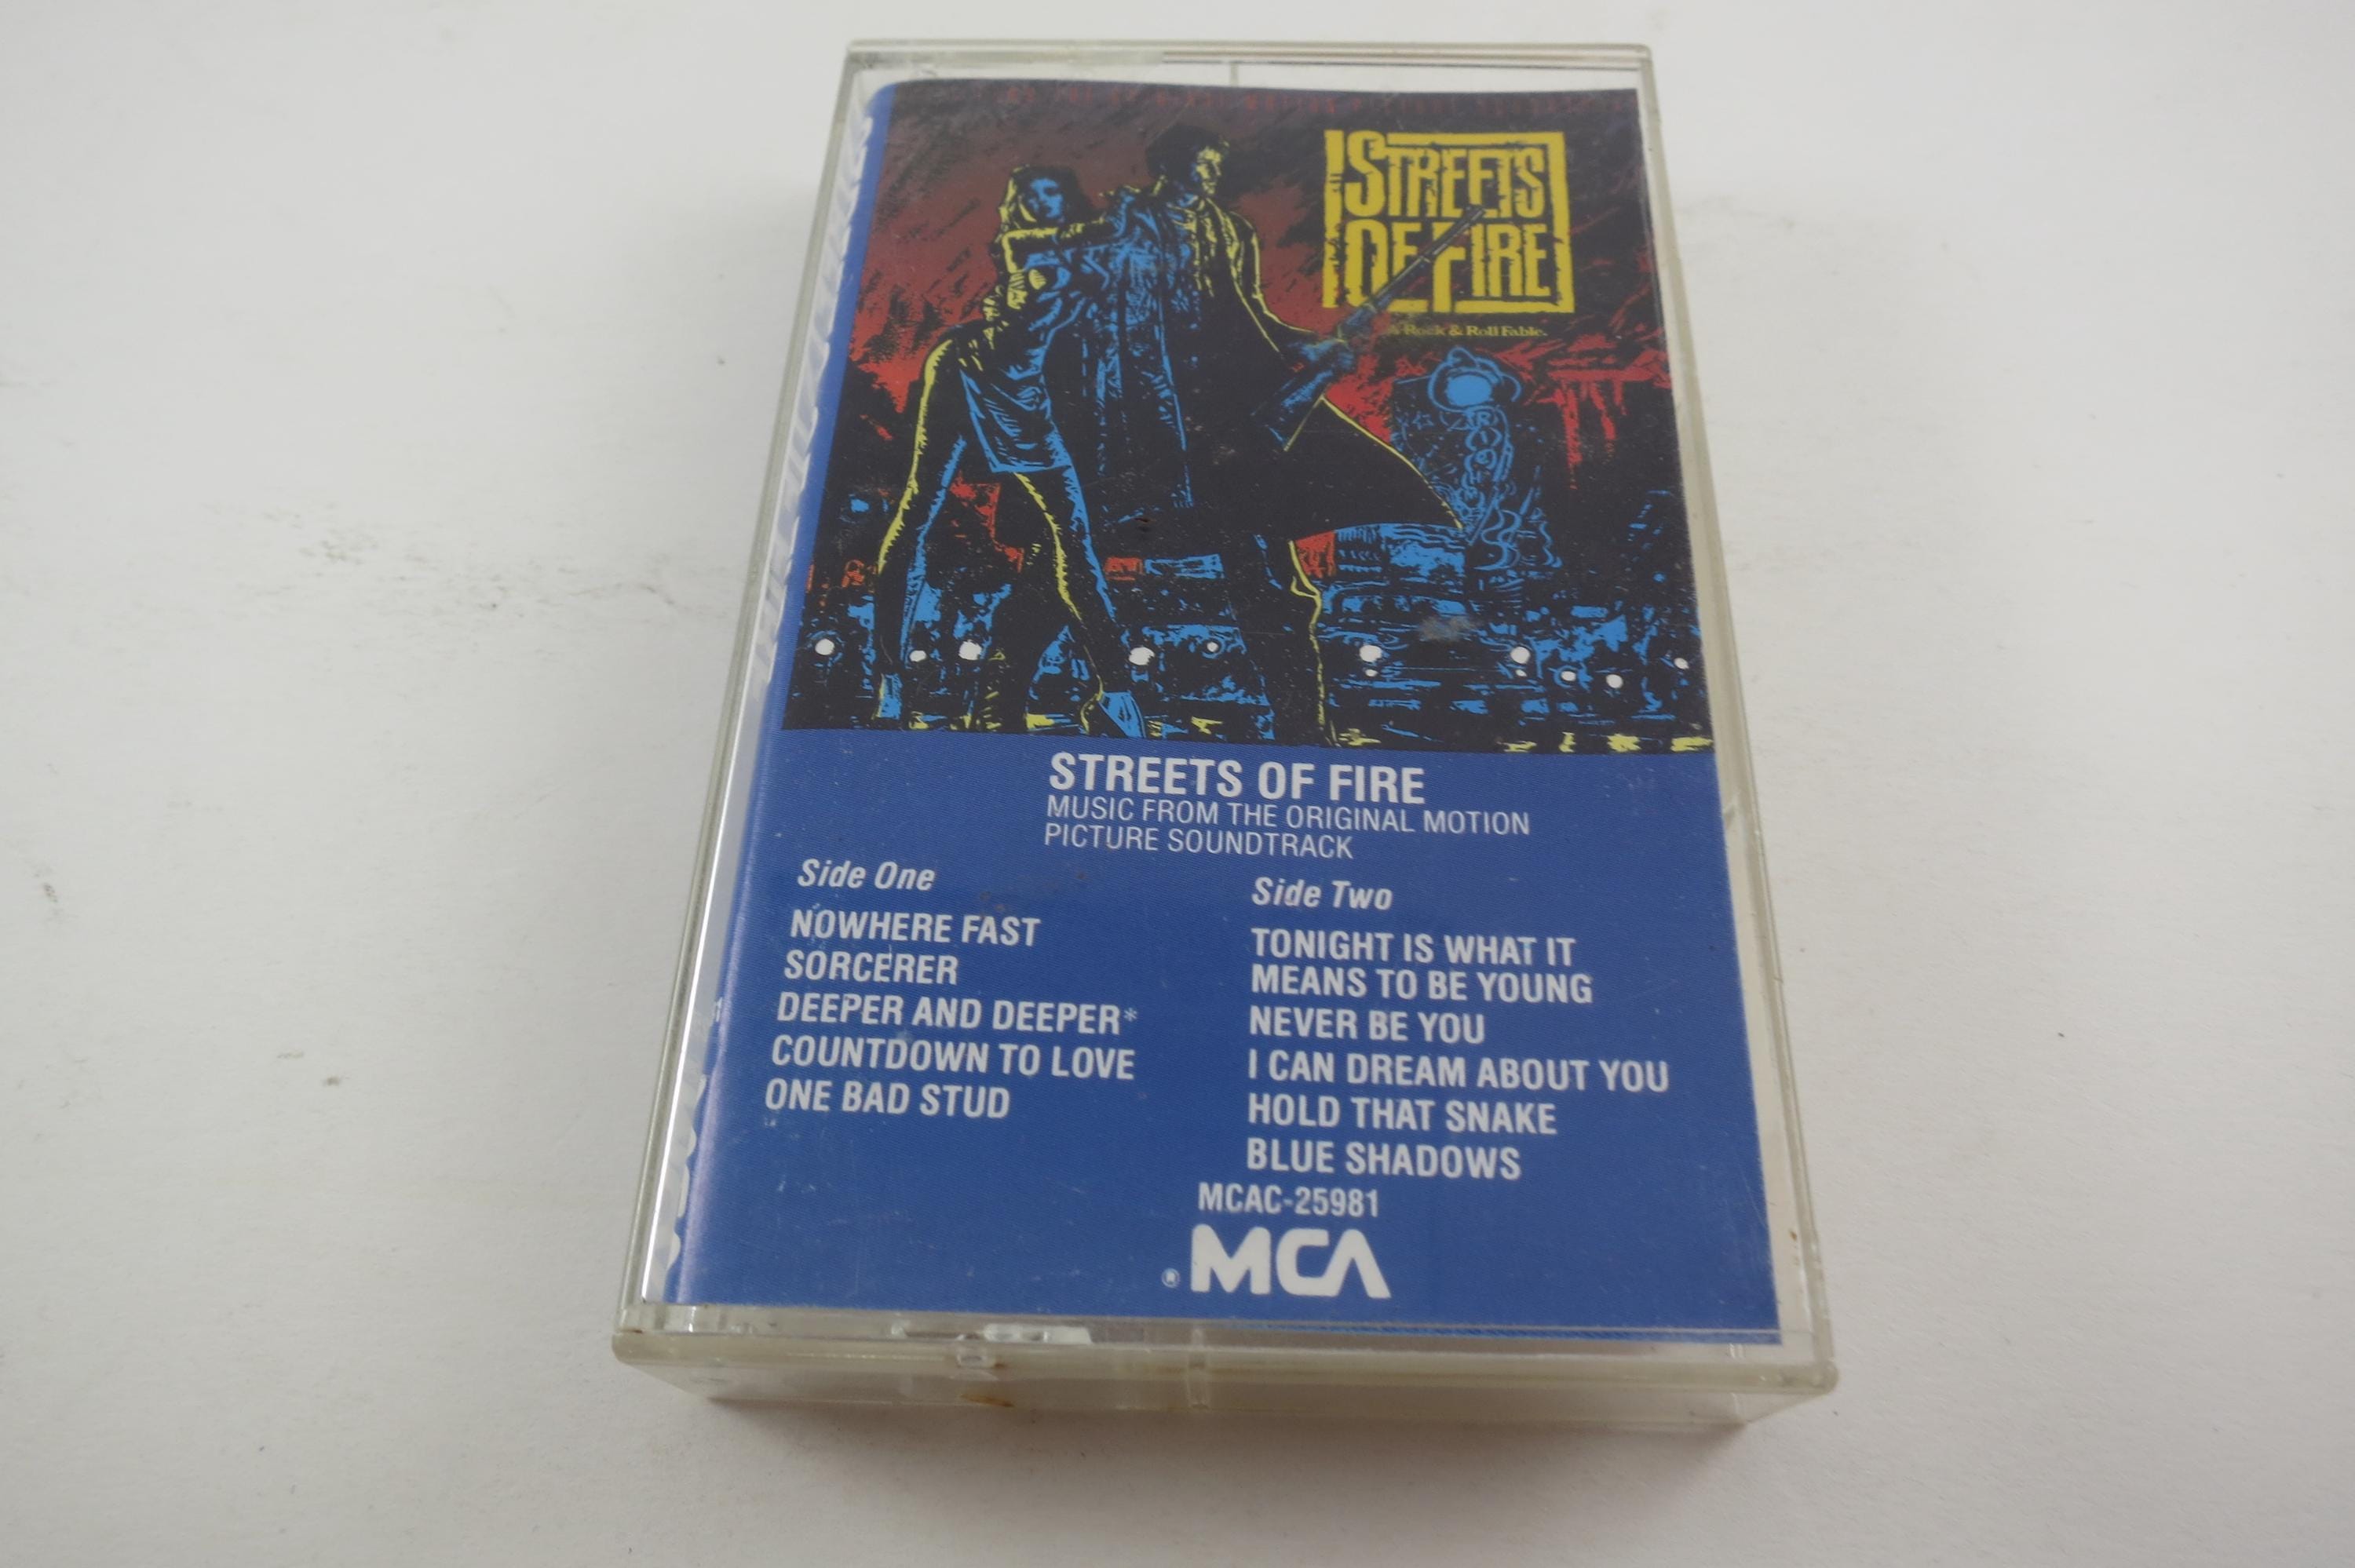 STREETS
OF FIRE
A Rock & Roll Fable.
STREETS OF FIRE
MUSIC FROM THE ORIGINAL MOTION
PICTURE SOUNDTRACK
Side One
NOWHERE FAST
SORCERER
DEEPER AND DEEPER*
COUNTDOWN TO LOVE
ONE BAD STUD
Side Two
TONIGHT IS WHAT IT
MEANS TO BE YOUNG
NEVER BE YOU
I CAN DREAM ABOUT YOU
HOLD THAT SNAKE
BLUE SHADOWS
MCAC-25981
® MCA